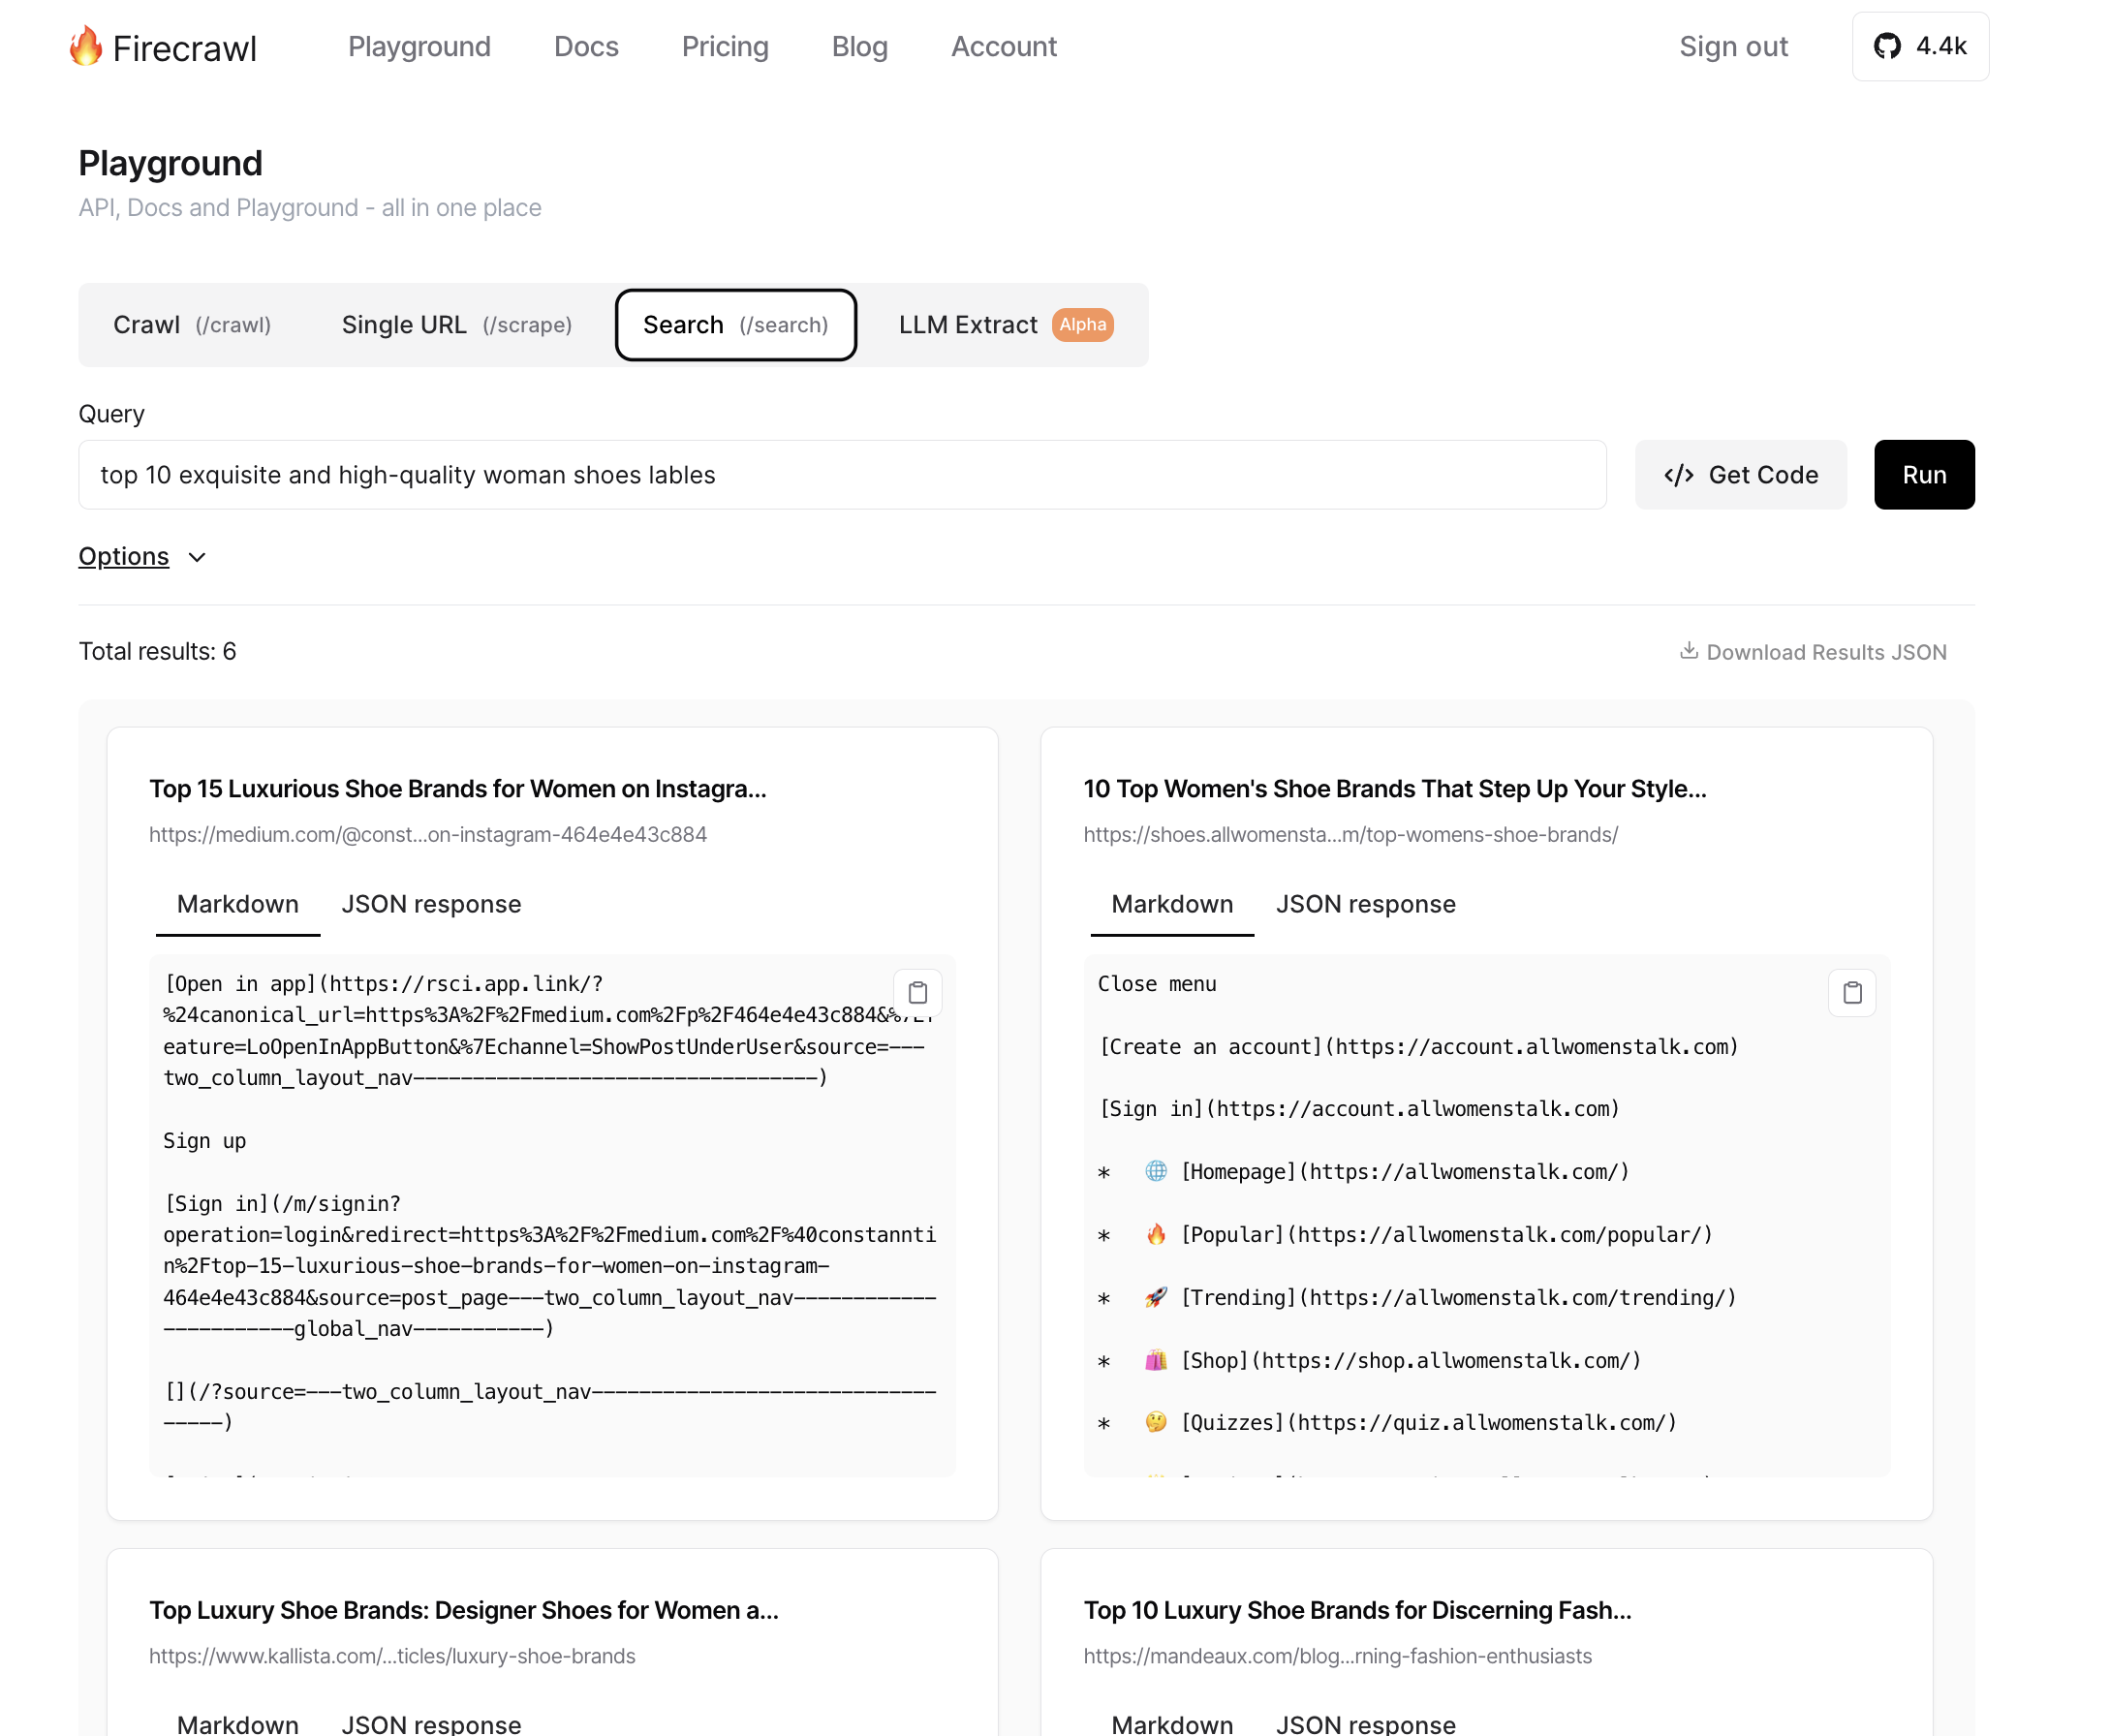 Firecrawl
Playground
Docs
Pricing
Blog
Account
Sign out
4.4k
Playground
API, Docs and Playground - all in one place
Crawl (/crawl)
Single URL (/scrape)
Search (/search)
LLM Extract Alpha
Query
top 10 exquisite and high-quality woman shoes lables
</> Get Code
Run
Options
Total results: 6
Download Results JSON
Top 15 Luxurious Shoe Brands for Women on Instagra...
https://medium.com/@const...on-instagram-464e4e43c884
Markdown
JSON response
[Open in app](https://rsci.app.link/?
%24canonical_url=https%3A%2F%2Fmedium.com%2Fp%2F464e4e43c884&%7Ef
eature=LoOpenInAppButton&%7Echannel=ShowPostUnderUser&source=---
two_column_layout_nav----------------------------------)
Sign up
[Sign in](/m/signin?
operation=login&redirect=https%3A%2F%2Fmedium.com%2F%40constannti
n%2Ftop-15-luxurious-shoe-brands-for-women-on-instagram-
464e4e43c884&source=post_page---two_column_layout_nav------------
-----------global_nav-----------)
[](/?source=---two_column_layout_nav-----------------------------
-----)
10 Top Women's Shoe Brands That Step Up Your Style...
https://shoes.allwomensta...m/top-womens-shoe-brands/
Markdown
JSON response
Close menu
[Create an account](https://account.allwomenstalk.com)
[Sign in](https://account.allwomenstalk.com)
* 🌐 [Homepage](https://allwomenstalk.com/)
* 🔥 [Popular](https://allwomenstalk.com/popular/)
* 🚀 [Trending](https://allwomenstalk.com/trending/)
* 🛍️ [Shop](https://shop.allwomenstalk.com/)
* 🤔 [Quizzes](https://quiz.allwomenstalk.com/)
Top Luxury Shoe Brands: Designer Shoes for Women a...
https://www.kallista.com/...ticles/luxury-shoe-brands
Markdown
JSON response
Top 10 Luxury Shoe Brands for Discerning Fash...
https://mandeaux.com/blog...rning-fashion-enthusiasts
Markdown
JSON response